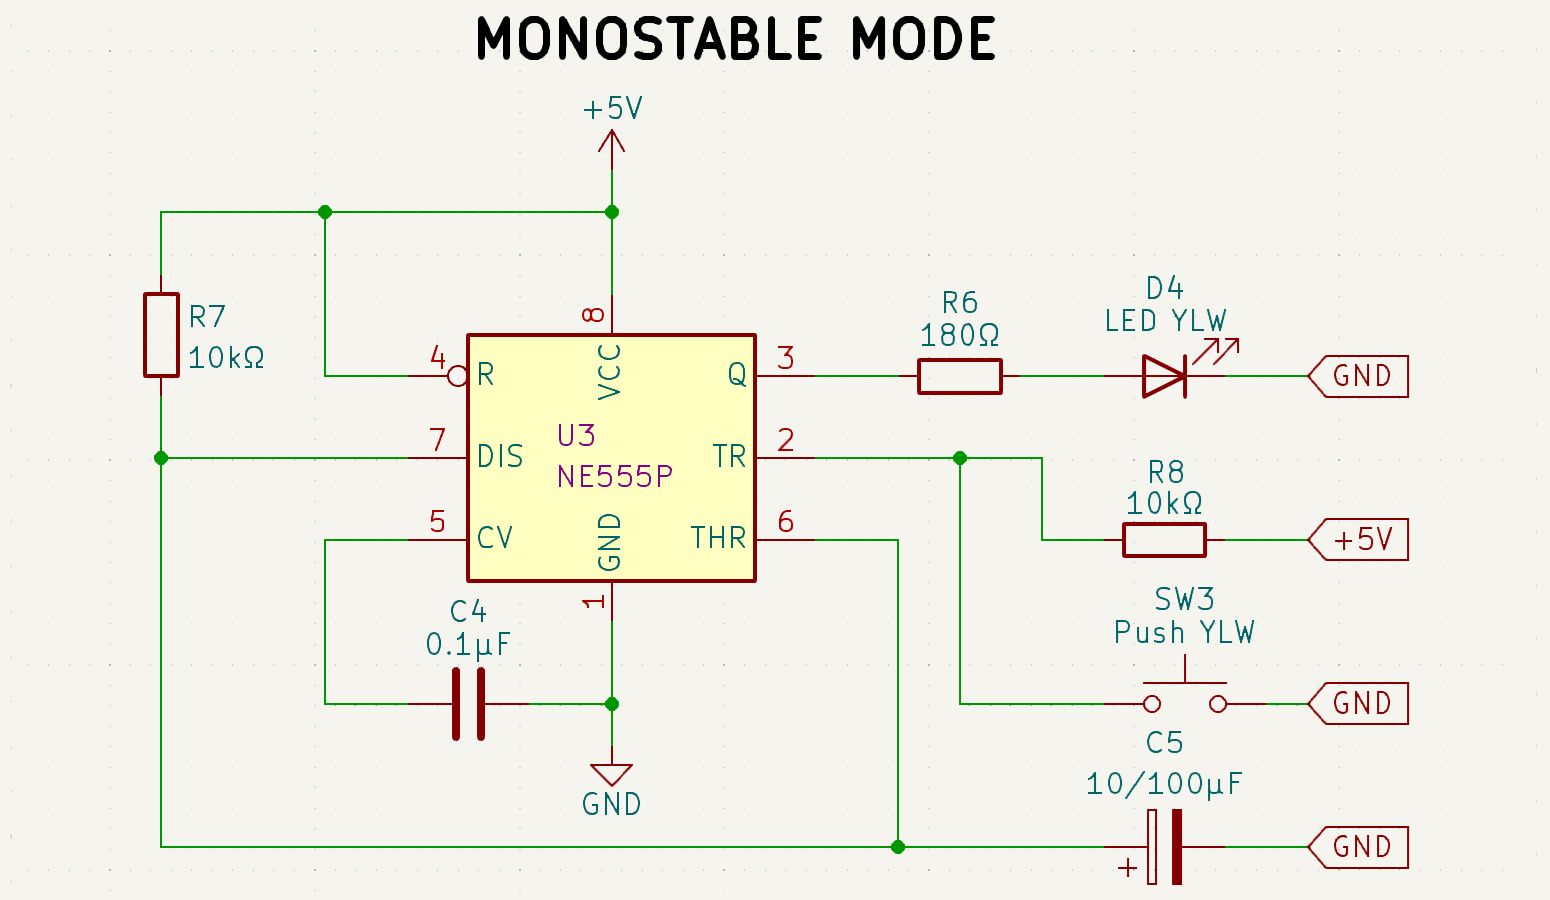 MONOSTABLE MODE
+5V
R7
10kΩ
8
4
R
VCC
Q
3
R6
180Ω
D4
LED YLW
GND
7
DIS
U3
NE555P
TR
2
R8
10kΩ
+5V
5
CV
GND
THR
6
1
C4
0.1µF
GND
SW3
Push YLW
GND
C5
10/100µF
+
GND